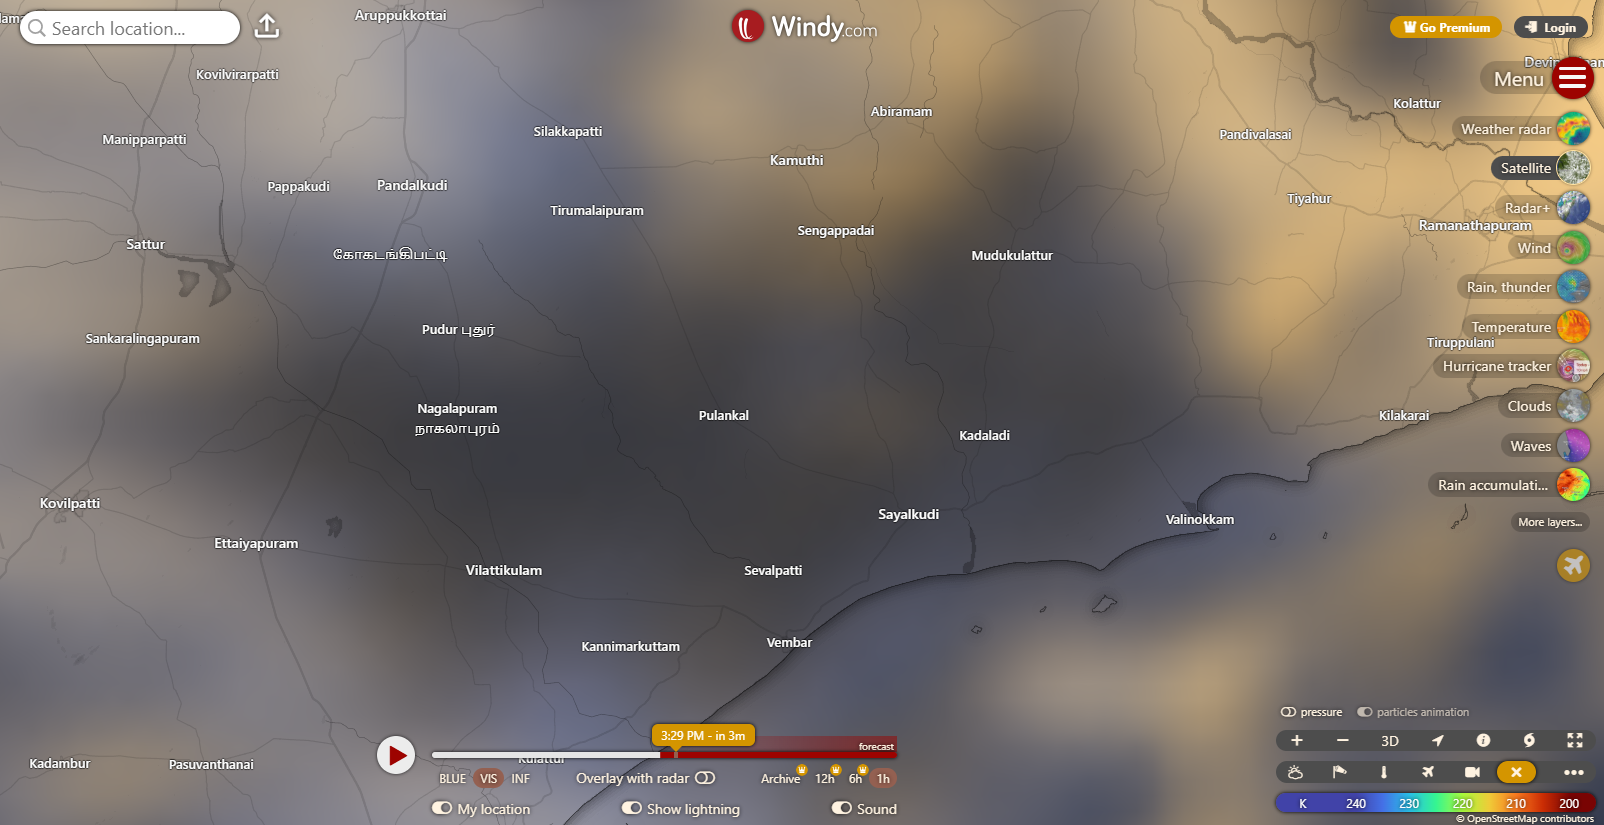 Aruppukkottai
Search location...
Windy.com
Go Premium
Login
Menu
Kovilvirarpatti
Kolattur
Abiramam
Weather radar
Silakkapatti
Pandivalasai
Manipparpatti
Kamuthi
Satellite
Pappakudi
Pandalkudi
Tiyahur
Radar+
Tirumalaipuram
Ramanathapuram
Sengappadai
Sattur
Wind
கோகடங்கிபட்டி
Mudukulattur
Rain, thunder
Pudur புதுர்
Temperature
Sankaralingapuram
Tiruppulani
Hurricane tracker
Nagalapuram
நாகலாபுரம்
Clouds
Pulankal
Kilakarai
Kadaladi
Waves
Rain accumulati...
Kovilpatti
Sayalkudi
Valinokkam
More layers...
Ettaiyapuram
Vilattikulam
Sevalpatti
Kannimarkuttam
Vembar
pressure
particles animation
3:29 PM - in 3m
forecast
3D
Kadambur
Pasuvanthanai
BLUE VIS INF
Overlay with radar
Archive 12h 6h 1h
My location
Show lightning
Sound
K 240 230 220 210 200
© OpenStreetMap contributors